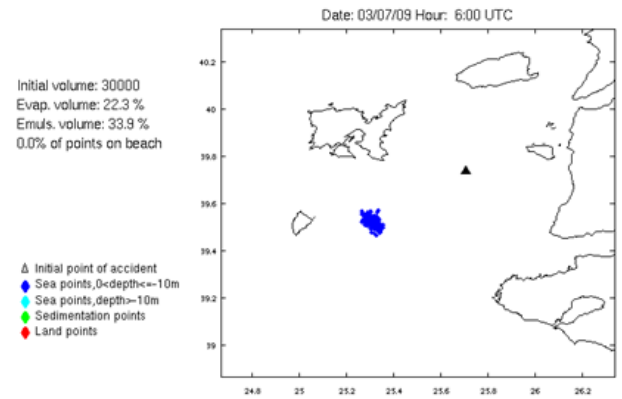 Date: 03/07/09 Hour: 6:00 UTC
Initial volume: 30000
Evap. volume: 22.3 %
Emuls. volume: 33.9 %
0.0% of points on beach
Initial point of accident
Sea points,0<depth<=-10m
Sea points,depth>-10m
Sedimentation points
Land points
40.2
40
39.8
39.6
39.4
39.2
39
24.8 25 25.2 25.4 25.6 25.8 26 26.2